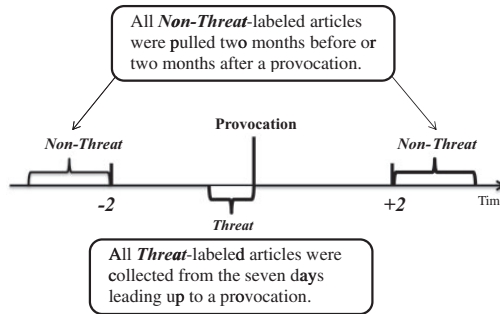 All Non-Threat-labeled articles
were pulled two months before or
two months after a provocation.
Provocation
Non-Threat
Non-Threat
-2
+2
Tim
Threat
All Threat-labeled articles were
collected from the seven days
leading up to a provocation.